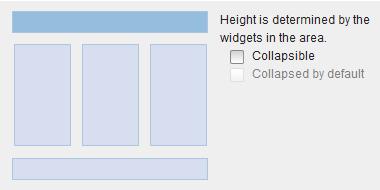 Height is determined by the
widgets in the area.
Collapsible
Collapsed by default